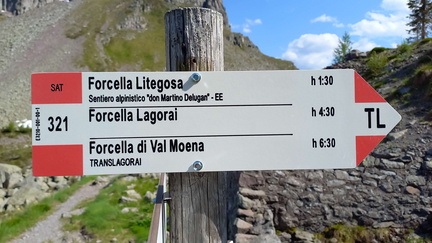 SAT
321
Forcella Litegosa h 1:30
Sentiero alpinistico "don Martino Delugan" - EE
Forcella Lagorai h 4:30
Forcella di Val Moena h 6:30
TRANSLAGORAI
TL